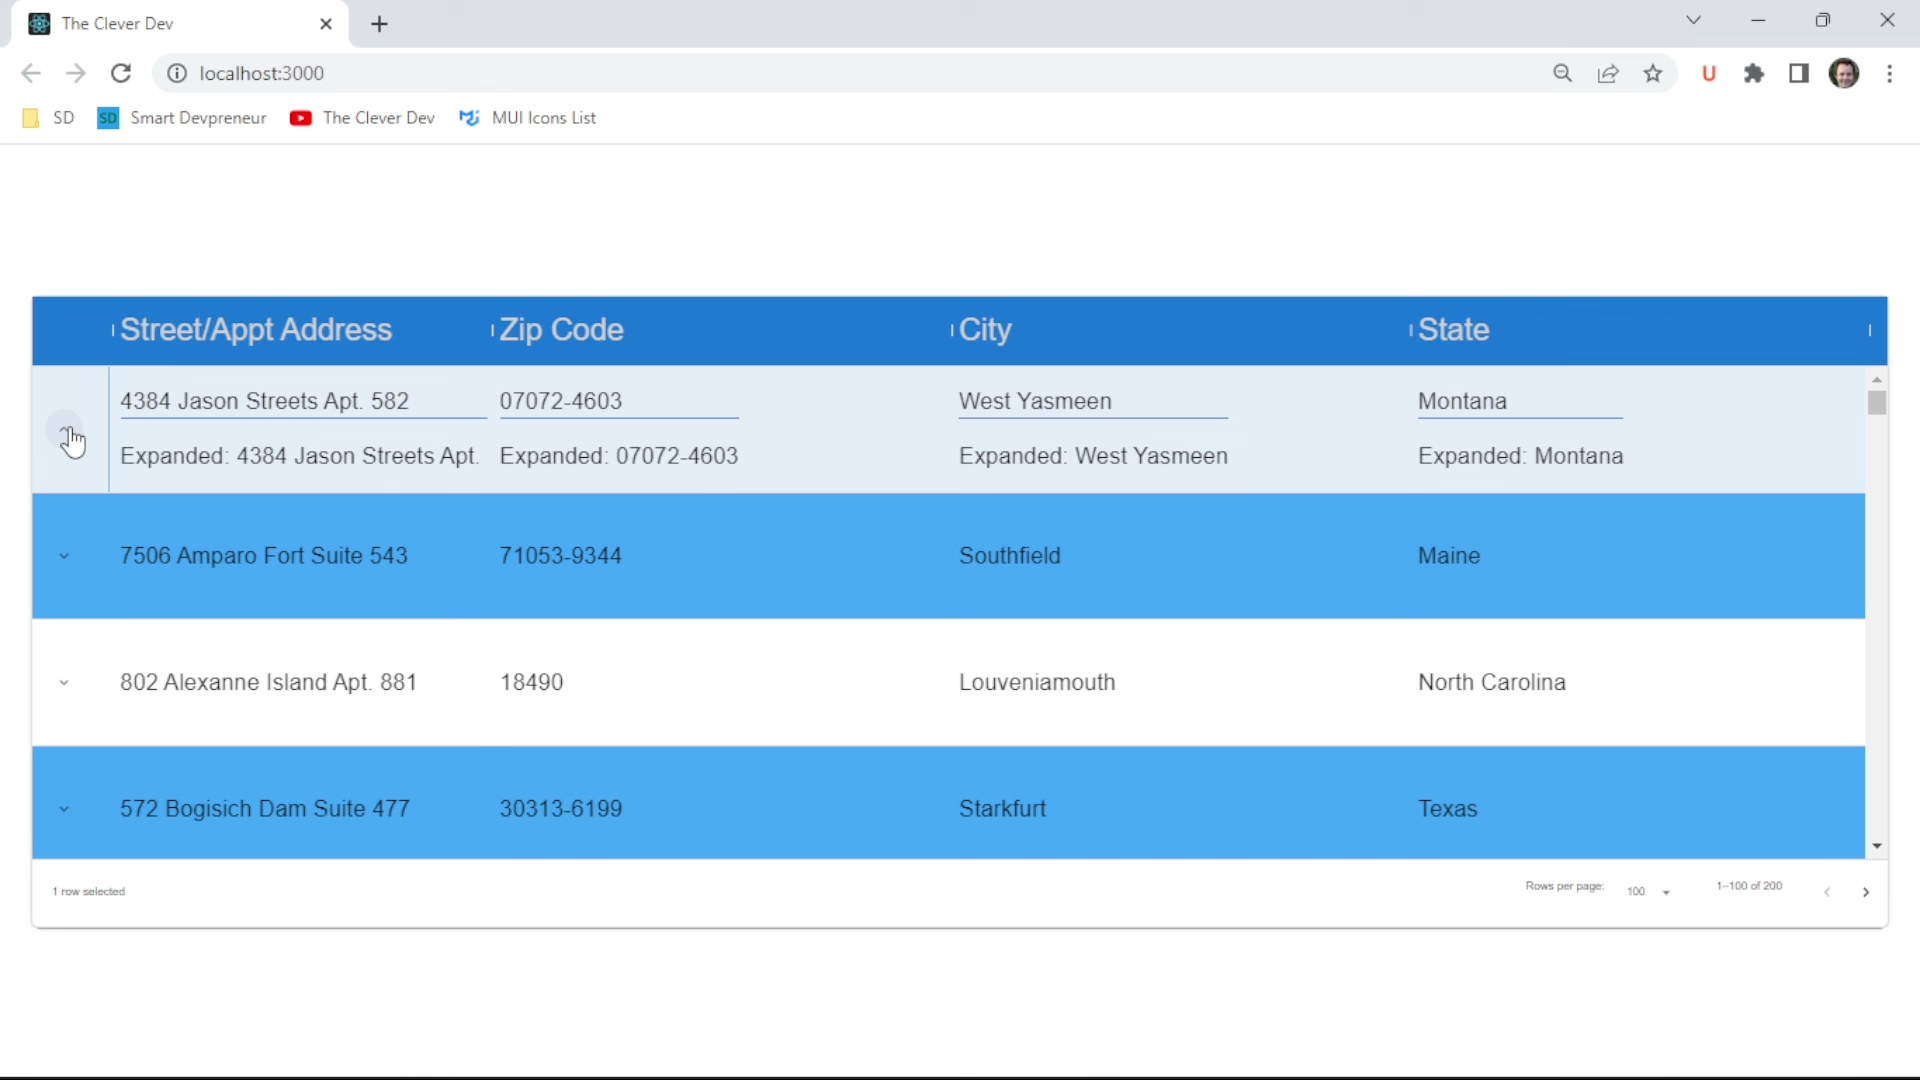 The Clever Dev
localhost:3000
U
SD SD Smart Devpreneur The Clever Dev MUI Icons List
Street/Appt Address Zip Code City State
4384 Jason Streets Apt. 582 07072-4603 West Yasmeen Montana
Expanded: 4384 Jason Streets Apt. Expanded: 07072-4603 Expanded: West Yasmeen Expanded: Montana
7506 Amparo Fort Suite 543 71053-9344 Southfield Maine
802 Alexanne Island Apt. 881 18490 Louveniamouth North Carolina
572 Bogisich Dam Suite 477 30313-6199 Starkfurt Texas
1 row selected Rows per page: 100 1–100 of 200